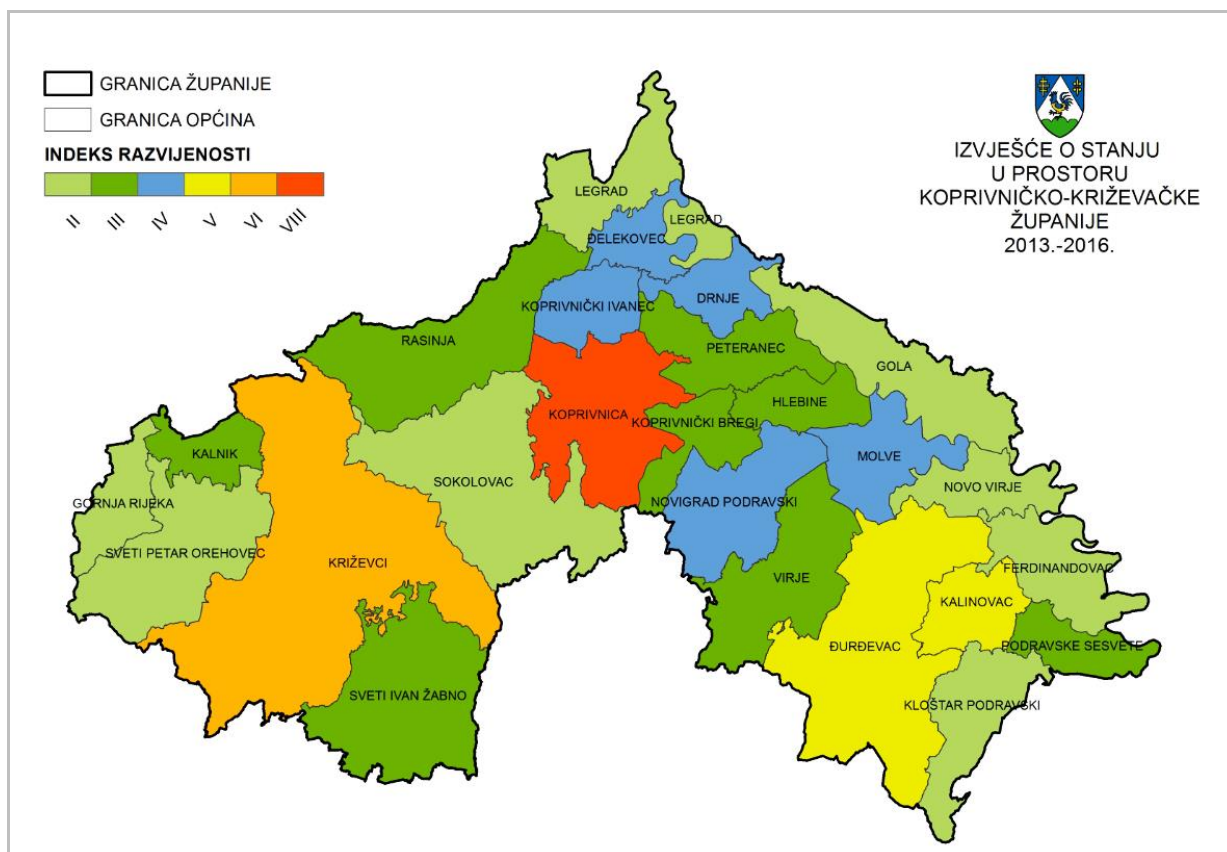 GRANICA ŽUPANIJE
GRANICA OPĆINA
INDEKS RAZVIJENOSTI
II III IV V VI VIII
IZVJEŠĆE O STANJU
U PROSTORU
KOPRIVNIČKO-KRIŽEVAČKE
ŽUPANIJE
2013.-2016.
LEGRAD
LEGRAD
ĐELEKOVEC
KOPRIVNIČKI IVANEC
DRNJE
RASINJA
PETERANEC
GOLA
HLEBINE
KOPRIVNICA
KOPRIVNIČKI BREGI
KALNIK
MOLVE
SOKOLOVAC
NOVO VIRJE
GORNJA RIJEKA
NOVIGRAD PODRAVSKI
SVETI PETAR OREHOVEC
KRIŽEVCI
FERDINANDOVAC
VIRJE
KALINOVAC
ĐURĐEVAC
PODRAVSKE SESVETE
SVETI IVAN ŽABNO
KLOŠTAR PODRAVSKI